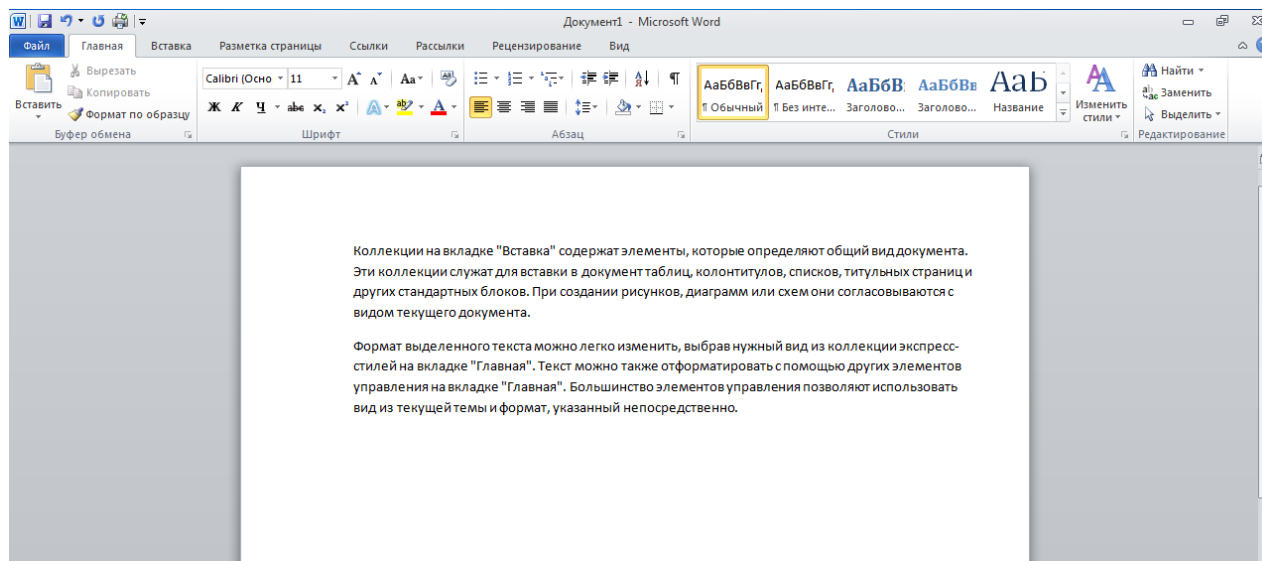 Документ1 - Microsoft Word
Файл Главная Вставка Разметка страницы Ссылки Рассылки Рецензирование Вид
Вставить
Вырезать
Копировать
Формат по образцу
Буфер обмена
Calibri (Осно 11
Ж К Ч abc x₂ x²
Шрифт
Абзац
АаБбВвГг, АаБбВвГг, АаБбВ АаБбВв АаЬ
¶ Обычный ¶ Без инте... Заголово... Заголово... Название
Изменить
стили
Стили
Найти
Заменить
Выделить
Редактирование
Коллекции на вкладке "Вставка" содержат элементы, которые определяют общий вид документа.
Эти коллекции служат для вставки в документ таблиц, колонтитулов, списков, титульных страниц и
других стандартных блоков. При создании рисунков, диаграмм или схем они согласовываются с
видом текущего документа.
Формат выделенного текста можно легко изменить, выбрав нужный вид из коллекции экспресс-
стилей на вкладке "Главная". Текст можно также отформатировать с помощью других элементов
управления на вкладке "Главная". Большинство элементов управления позволяют использовать
вид из текущей темы и формат, указанный непосредственно.